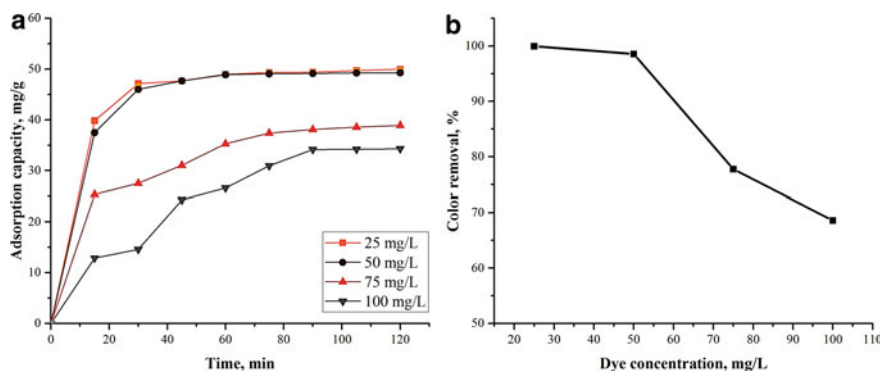 a
Adsorption capacity, mg/g
60
50
40
30
20
10
0
0 20 40 60 80 100 120
Time, min
25 mg/L
50 mg/L
75 mg/L
100 mg/L
b
Color removal, %
100
90
80
70
60
50
20 30 40 50 60 70 80 90 100 110
Dye concentration, mg/L